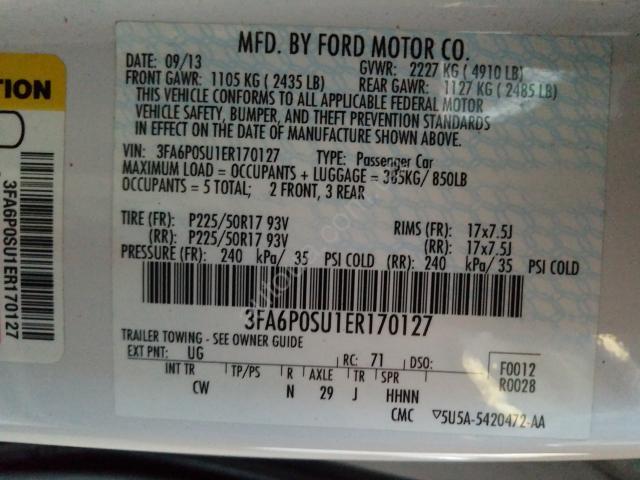 MFD. BY FORD MOTOR CO.
DATE: 09/13 GVWR: 2227 KG ( 4910 LB)
FRONT GAWR: 1105 KG ( 2435 LB) REAR GAWR: 1127 KG ( 2485 LB)
THIS VEHICLE CONFORMS TO ALL APPLICABLE FEDERAL MOTOR
VEHICLE SAFETY, BUMPER, AND THEFT PREVENTION STANDARDS
IN EFFECT ON THE DATE OF MANUFACTURE SHOWN ABOVE.
VIN: 3FA6P0SU1ER170127 TYPE: Passenger Car
MAXIMUM LOAD = OCCUPANTS + LUGGAGE = 385KG/ 850LB
OCCUPANTS = 5 TOTAL; 2 FRONT, 3 REAR
TIRE (FR): P225/50R17 93V RIMS (FR): 17x7.5J
(RR): P225/50R17 93V (RR): 17x7.5J
PRESSURE (FR): 240 kPa/ 35 PSI COLD (RR): 240 kPa/ 35 PSI COLD
3FA6P0SU1ER170127
TRAILER TOWING - SEE OWNER GUIDE
EXT PNT: UG RC: 71 DSO: F0012
R0028
INT TR TP/PS R AXLE TR SPR
CW N 29 J HHNN
CMC ▽5U5A-5420472-AA
TION
3FA6P0SU1ER170127